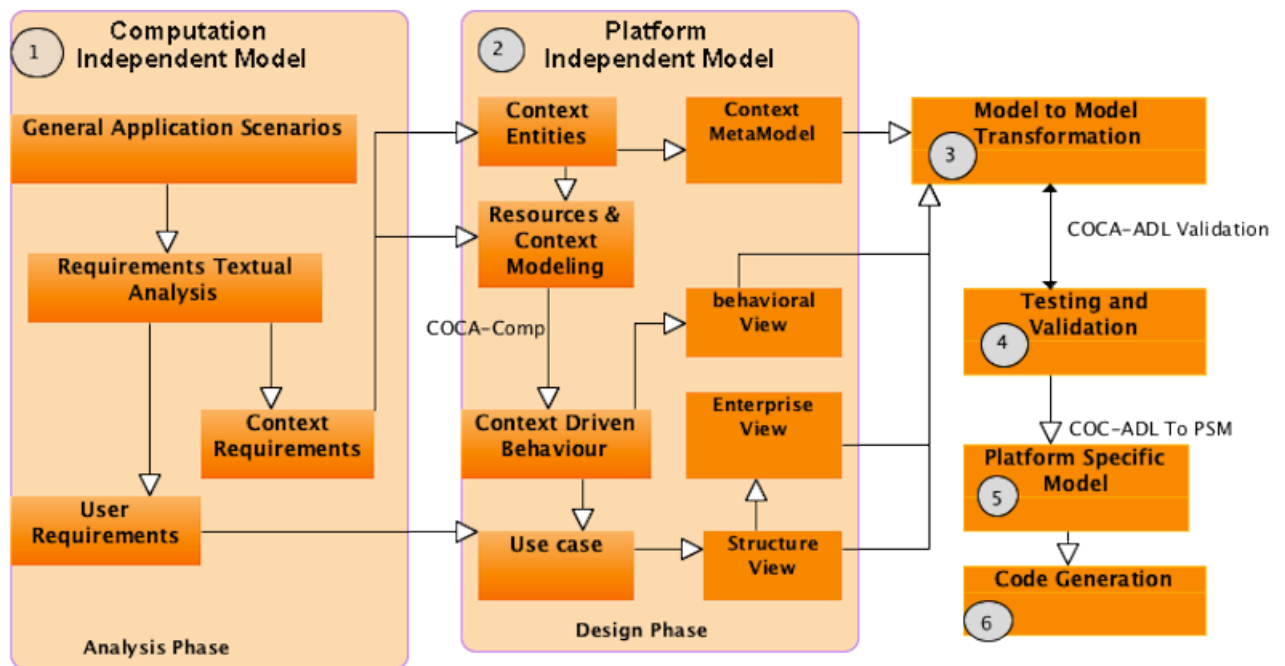 1
Computation
Independent Model
General Application Scenarios
Requirements Textual
Analysis
Context
Requirements
User
Requirements
Analysis Phase
2
Platform
Independent Model
Context
Entities
Context
MetaModel
Resources &
Context
Modeling
COCA-Comp
behavioral
View
Context Driven
Behaviour
Enterprise
View
Use case
Structure
View
Design Phase
Model to Model
Transformation
3
COCA-ADL Validation
Testing and
Validation
4
COC-ADL To PSM
Platform Specific
Model
5
Code Generation
6